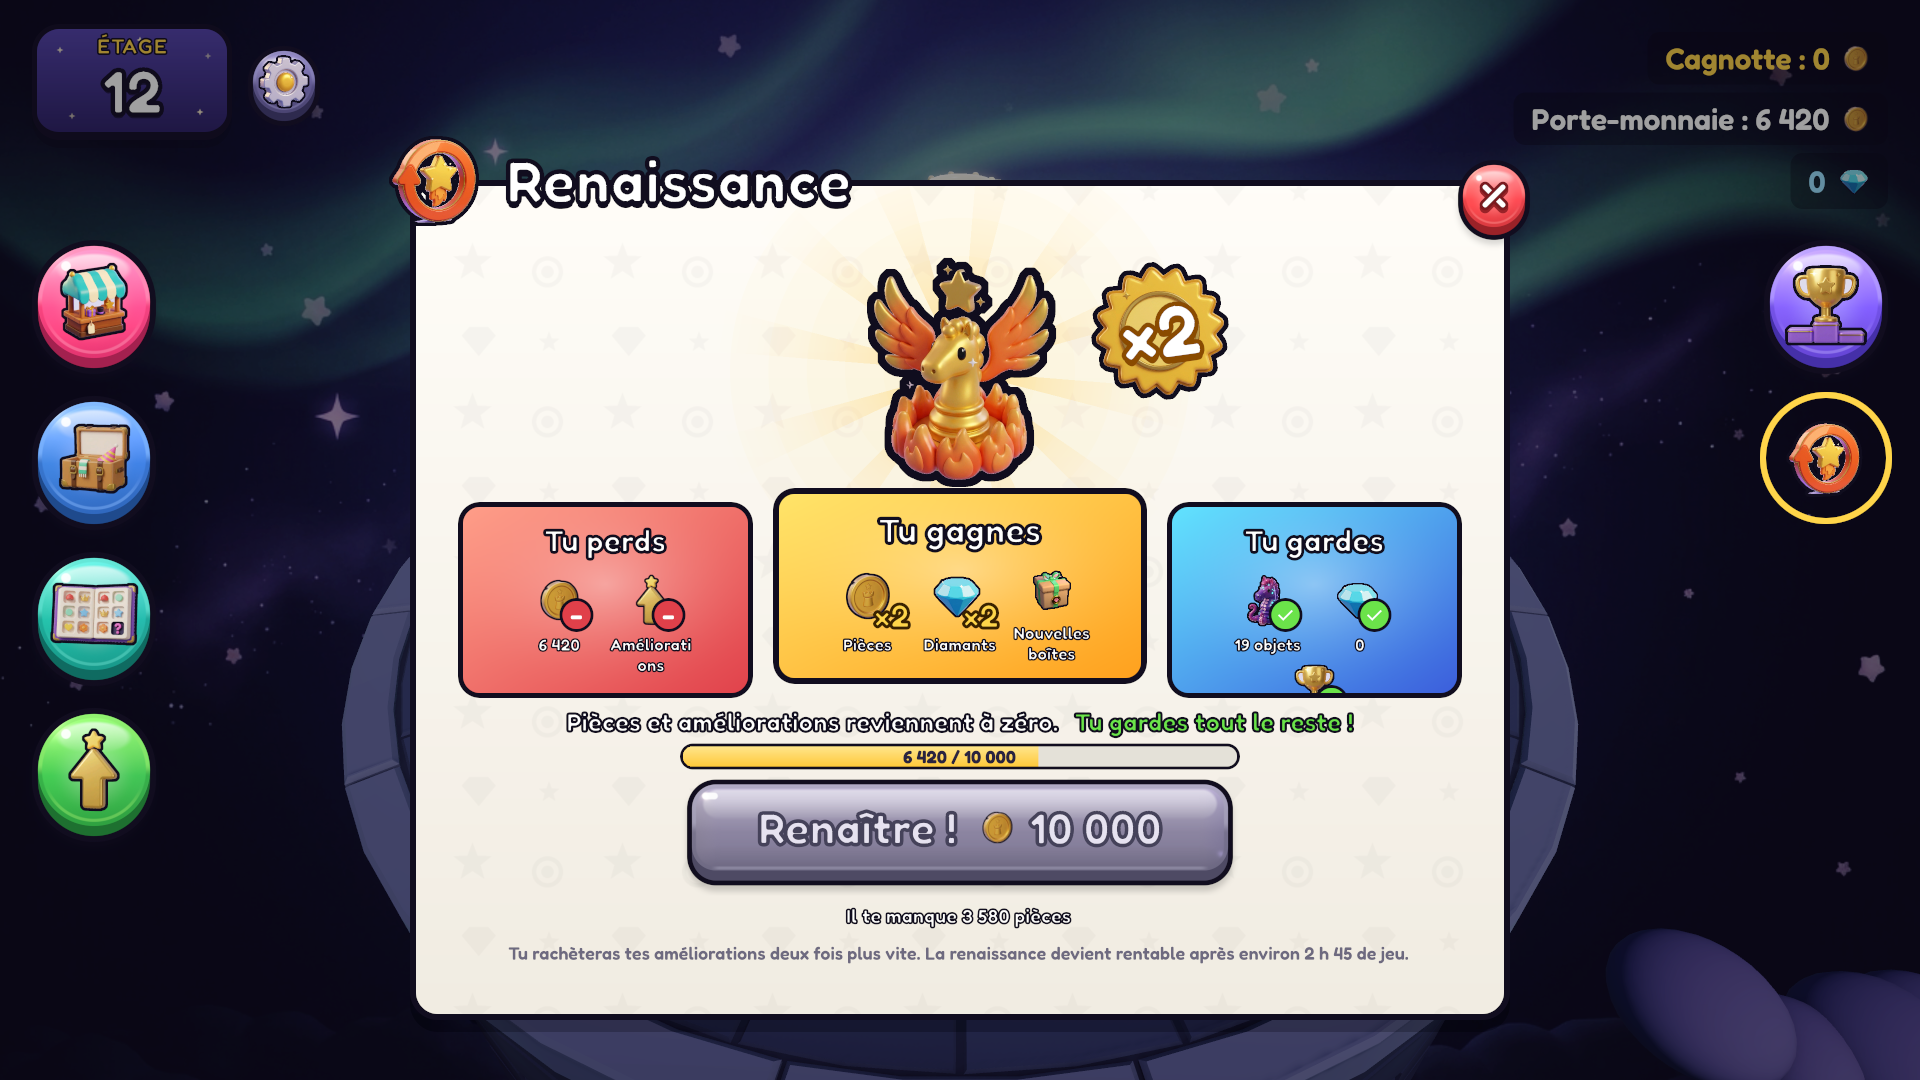 ÉTAGE
12
Cagnotte : 0
Porte-monnaie : 6 420
0
Renaissance
x2
Tu perds
6 420
Améliorati
ons
Tu gagnes
x2
x2
Pièces
Diamants
Nouvelles
boîtes
Tu gardes
19 objets
0
Pièces et améliorations reviennent à zéro. Tu gardes tout le reste !
6 420 / 10 000
Renaître ! 10 000
Il te manque 3 580 pièces
Tu rachèteras tes améliorations deux fois plus vite. La renaissance devient rentable après environ 2 h 45 de jeu.